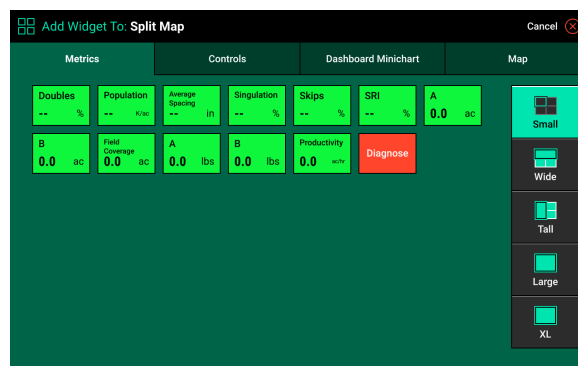 Add Widget To: Split Map
Cancel
Metrics
Controls
Dashboard Minichart
Map
Doubles
-- %
Population
-- K/ac
Average
Spacing
-- in
Singulation
-- %
Skips
-- %
SRI
-- %
A
0.0 ac
B
0.0 ac
Field
Coverage
0.0 ac
A
0.0 lbs
B
0.0 lbs
Productivity
0.0 ac/hr
Diagnose
Small
Wide
Tall
Large
XL